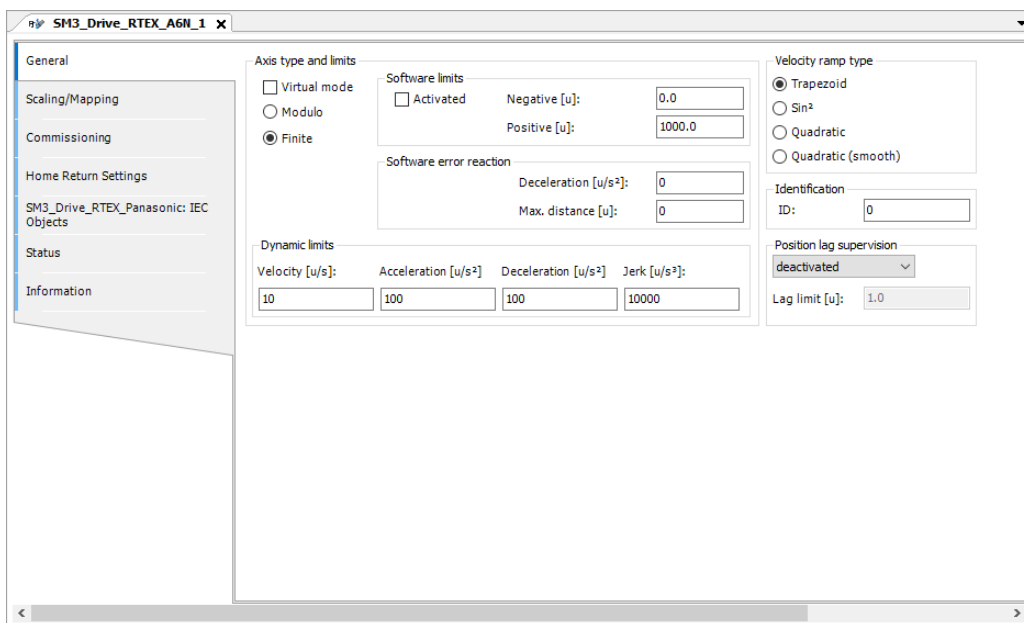 SM3_Drive_RTEX_A6N_1
General
Scaling/Mapping
Commissioning
Home Return Settings
SM3_Drive_RTEX_Panasonic: IEC
Objects
Status
Information
Axis type and limits
Virtual mode
Modulo
Finite
Software limits
Activated
Negative [u]:
0.0
Positive [u]:
1000.0
Software error reaction
Deceleration [u/s²]:
0
Max. distance [u]:
0
Dynamic limits
Velocity [u/s]:
Acceleration [u/s²]
Deceleration [u/s²]
Jerk [u/s³]:
10
100
100
10000
Velocity ramp type
Trapezoid
Sin²
Quadratic
Quadratic (smooth)
Identification
ID:
0
Position lag supervision
deactivated
Lag limit [u]:
1.0